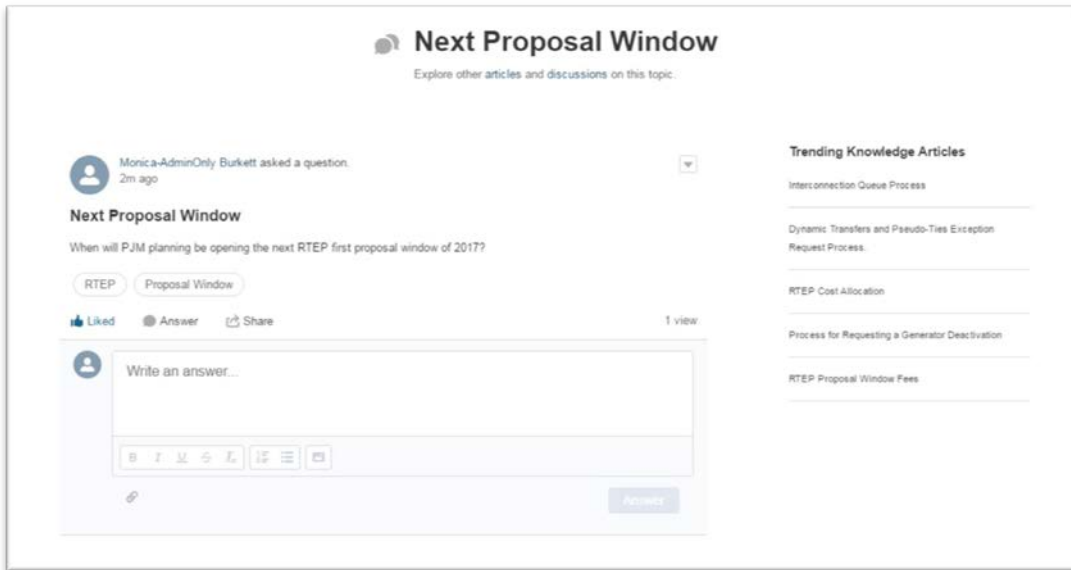 Next Proposal Window
Explore other articles and discussions on this topic.
Monica-AdminOnly Burkett asked a question.
2m ago
Next Proposal Window
When will PJM planning be opening the next RTEP first proposal window of 2017?
RTEP
Proposal Window
Liked
Answer
Share
1 view
Write an answer...
B I U S Tx
Answer
Trending Knowledge Articles
Interconnection Queue Process
Dynamic Transfers and Pseudo-Ties Exception
Request Process.
RTEP Cost Allocation
Process for Requesting a Generator Deactivation
RTEP Proposal Window Fees